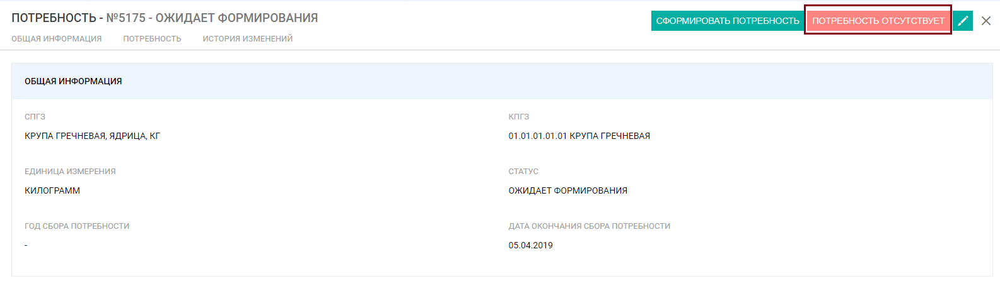 ПОТРЕБНОСТЬ - №5175 - ОЖИДАЕТ ФОРМИРОВАНИЯ
СФОРМИРОВАТЬ ПОТРЕБНОСТЬ
ПОТРЕБНОСТЬ ОТСУТСТВУЕТ
ОБЩАЯ ИНФОРМАЦИЯ ПОТРЕБНОСТЬ ИСТОРИЯ ИЗМЕНЕНИЙ
ОБЩАЯ ИНФОРМАЦИЯ
СПГЗ
КРУПА ГРЕЧНЕВАЯ, ЯДРИЦА, КГ
КПГЗ
01.01.01.01.01 КРУПА ГРЕЧНЕВАЯ
ЕДИНИЦА ИЗМЕРЕНИЯ
КИЛОГРАММ
СТАТУС
ОЖИДАЕТ ФОРМИРОВАНИЯ
ГОД СБОРА ПОТРЕБНОСТИ
-
ДАТА ОКОНЧАНИЯ СБОРА ПОТРЕБНОСТИ
05.04.2019